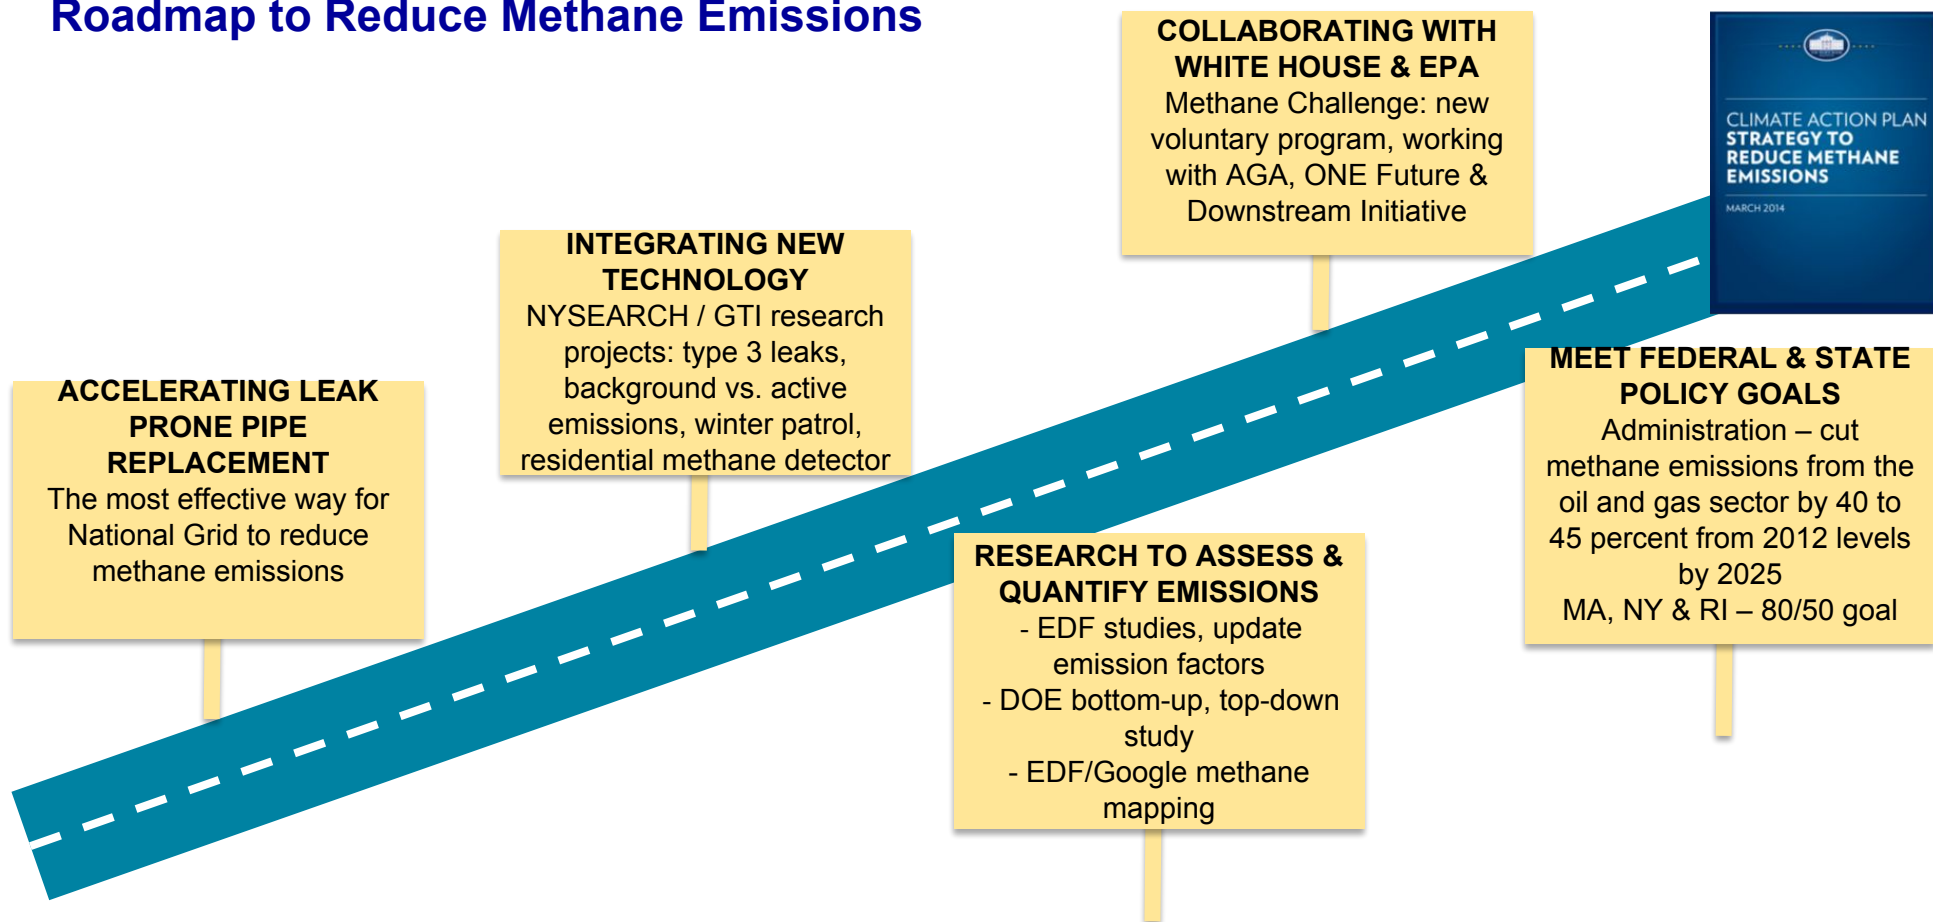 Roadmap to Reduce Methane Emissions
ACCELERATING LEAK
PRONE PIPE
REPLACEMENT
The most effective way for
National Grid to reduce
methane emissions
INTEGRATING NEW
TECHNOLOGY
NYSEARCH / GTI research
projects: type 3 leaks,
background vs. active
emissions, winter patrol,
residential methane detector
RESEARCH TO ASSESS &
QUANTIFY EMISSIONS
- EDF studies, update
emission factors
- DOE bottom-up, top-down
study
- EDF/Google methane
mapping
COLLABORATING WITH
WHITE HOUSE & EPA
Methane Challenge: new
voluntary program, working
with AGA, ONE Future &
Downstream Initiative
MEET FEDERAL & STATE
POLICY GOALS
Administration – cut
methane emissions from the
oil and gas sector by 40 to
45 percent from 2012 levels
by 2025
MA, NY & RI – 80/50 goal
CLIMATE ACTION PLAN
STRATEGY TO
REDUCE METHANE
EMISSIONS
MARCH 2014